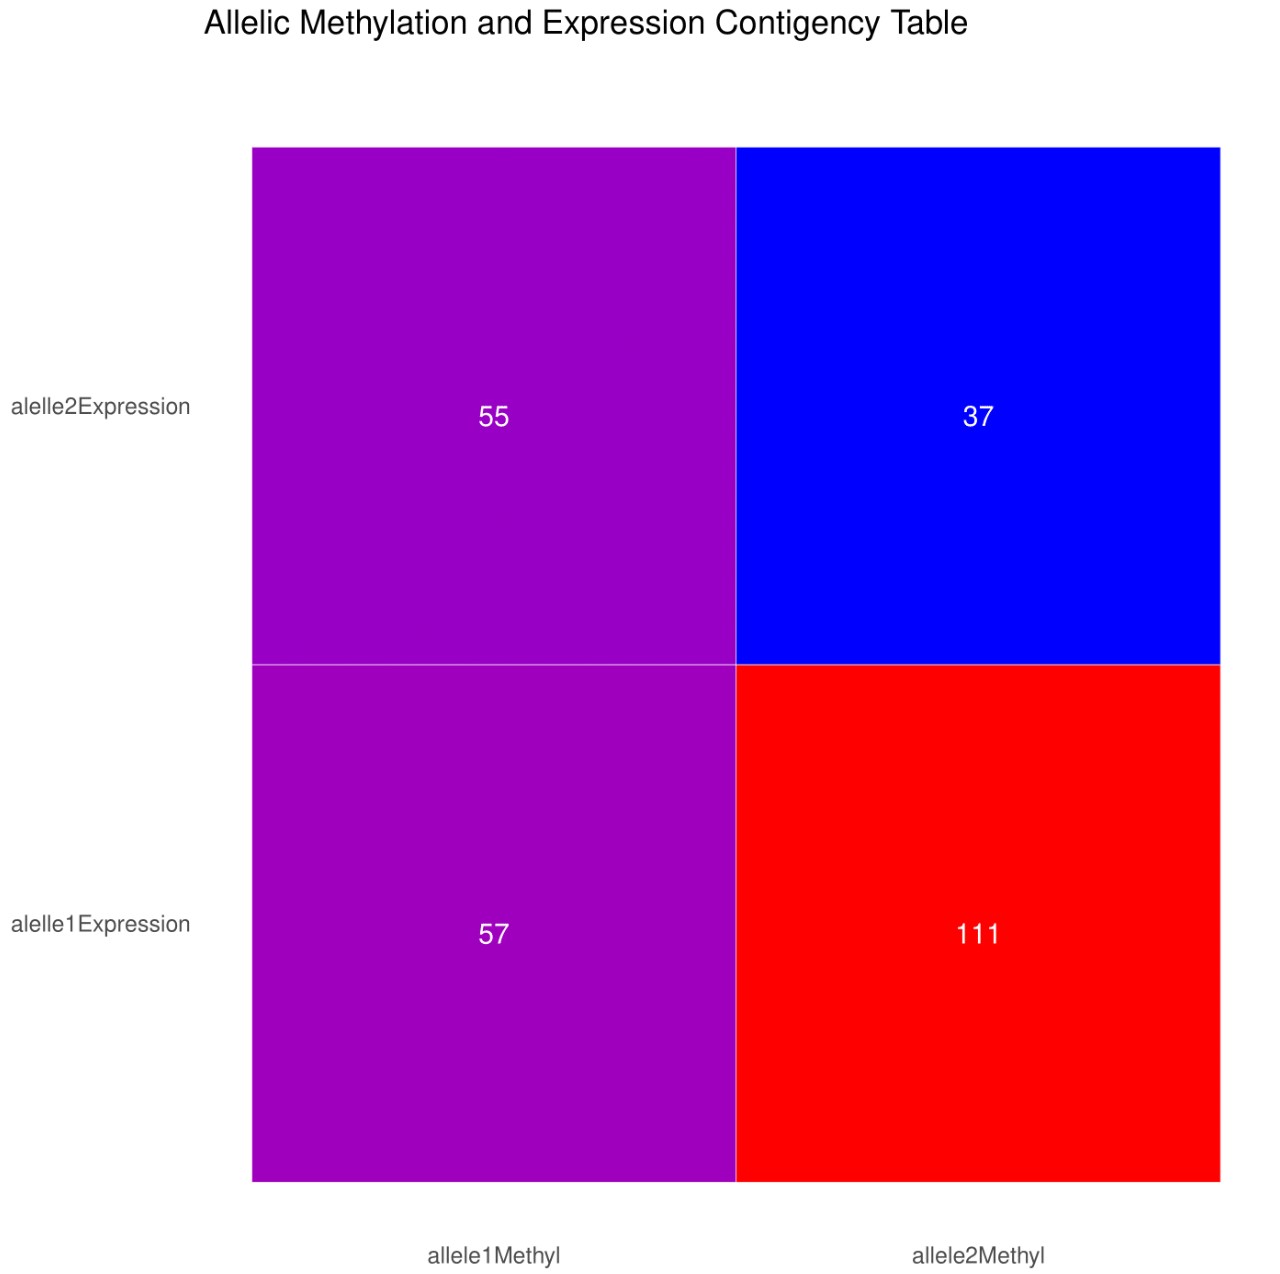 Allelic Methylation and Expression Contigency Table
alelle2Expression
55
37
alelle1Expression
57
111
allele1Methyl
allele2Methyl